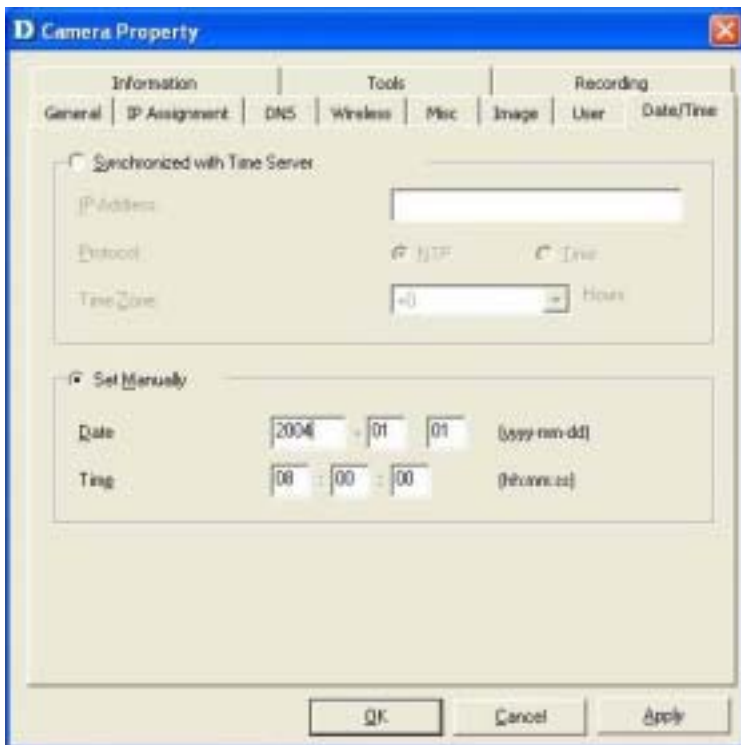 D Camera Property
Information Tools Recording
General IP Assignment DNS Wireless Misc Image User Date/Time
Synchronized with Time Server
IP Address
Protocol NTP Time
Time Zone +0 Hours
Set Manually
Date 2004 - 01 01 (yyyy-mm-dd)
Time 08 : 00 : 00 (hh:mm:ss)
OK Cancel Apply